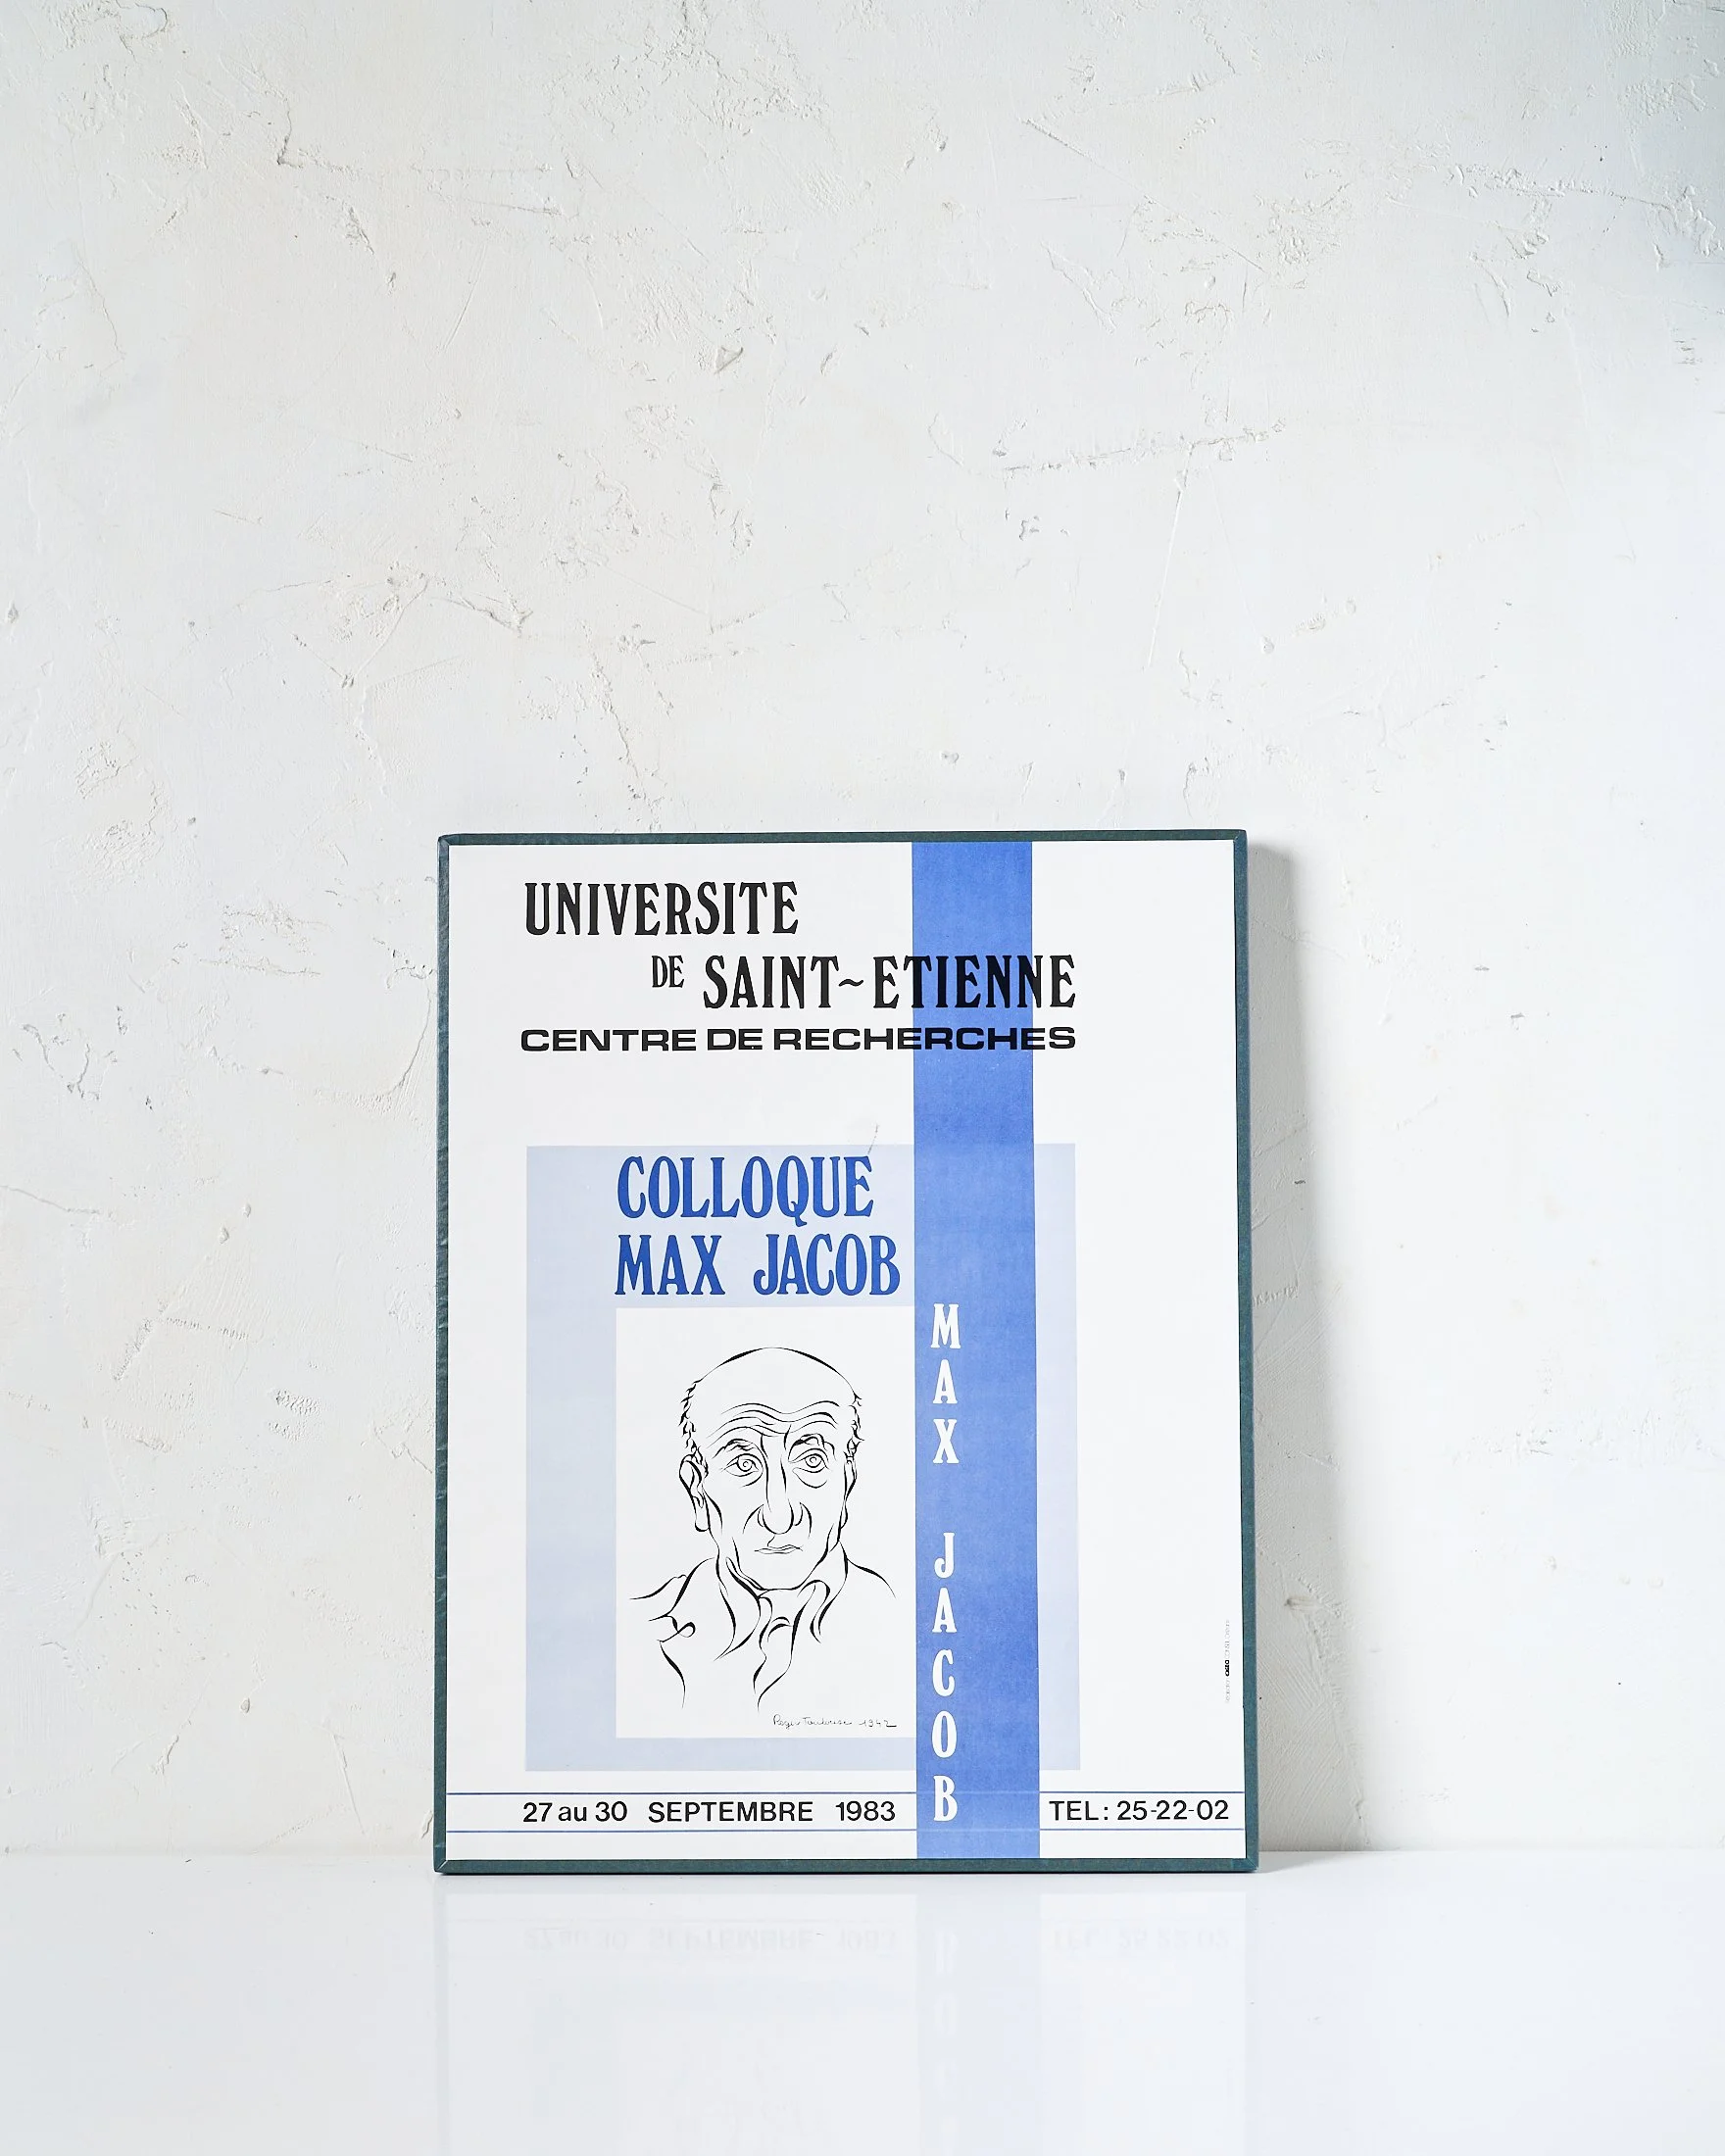 UNIVERSITE
DE SAINT~ETIENNE
CENTRE DE RECHERCHES
COLLOQUE
MAX JACOB
MAX JACOB
1942
27 au 30 SEPTEMBRE 1983
TEL: 25-22-02